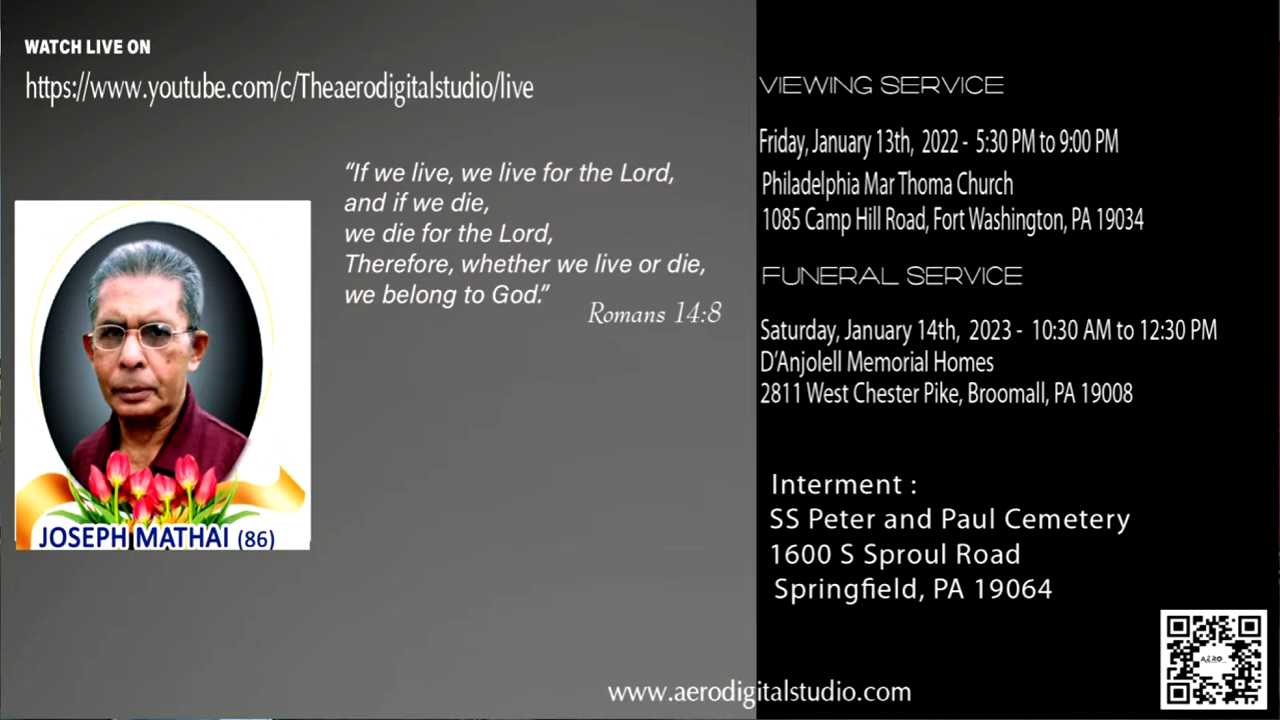 WATCH LIVE ON
https://www.youtube.com/c/Theaerodigitalstudio/live
“If we live, we live for the Lord,
and if we die,
we die for the Lord,
Therefore, whether we live or die,
we belong to God.”
Romans 14:8
JOSEPH MATHAI (86)
VIEWING SERVICE
Friday, January 13th, 2022 - 5:30 PM to 9:00 PM
Philadelphia Mar Thoma Church
1085 Camp Hill Road, Fort Washington, PA 19034
FUNERAL SERVICE
Saturday, January 14th, 2023 - 10:30 AM to 12:30 PM
D’Anjolell Memorial Homes
2811 West Chester Pike, Broomall, PA 19008
Interment :
SS Peter and Paul Cemetery
1600 S Sproul Road
Springfield, PA 19064
AERO
www.aerodigitalstudio.com